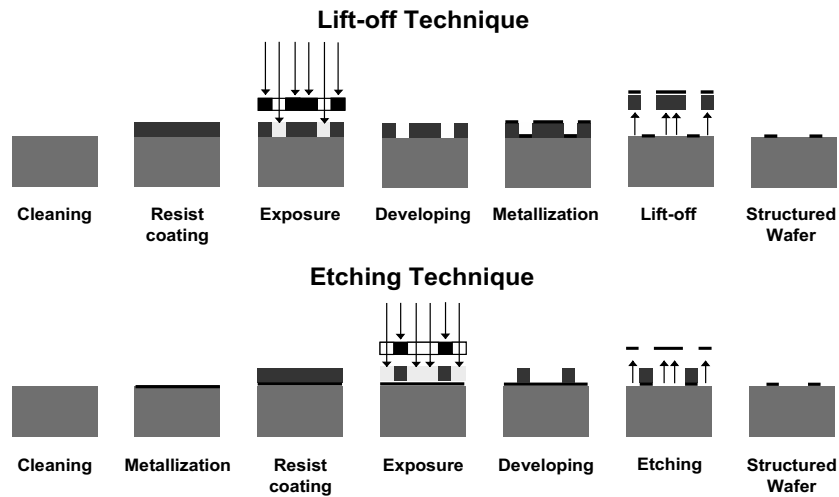 Lift-off Technique
Cleaning
Resist
coating
Exposure
Developing
Metallization
Lift-off
Structured
Wafer
Etching Technique
Cleaning
Metallization
Resist
coating
Exposure
Developing
Etching
Structured
Wafer